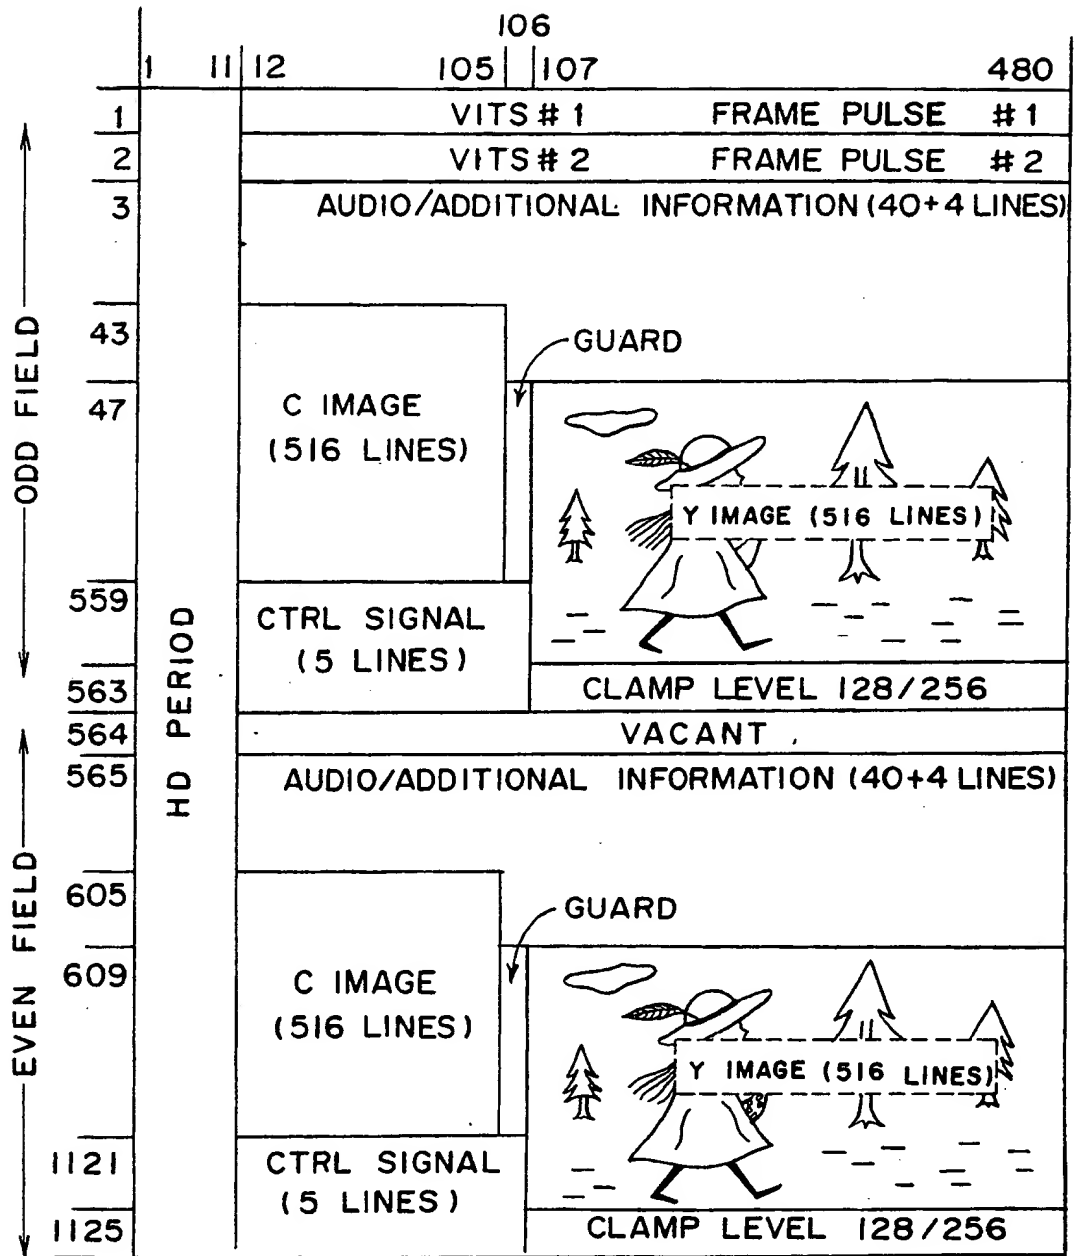 106
1 11 12 105 107 480
1 VITS # 1 FRAME PULSE # 1
2 VITS # 2 FRAME PULSE # 2
3 AUDIO/ADDITIONAL INFORMATION (40+4 LINES)
43
GUARD
47
C IMAGE
(516 LINES)
Y IMAGE (516 LINES)
ODD FIELD
559
CTRL SIGNAL
(5 LINES)
563 CLAMP LEVEL 128/256
HD PERIOD
564 VACANT
565 AUDIO/ADDITIONAL INFORMATION (40+4 LINES)
605
GUARD
609
C IMAGE
(516 LINES)
Y IMAGE (516 LINES)
EVEN FIELD
1121 CTRL SIGNAL
(5 LINES)
1125 CLAMP LEVEL 128/256